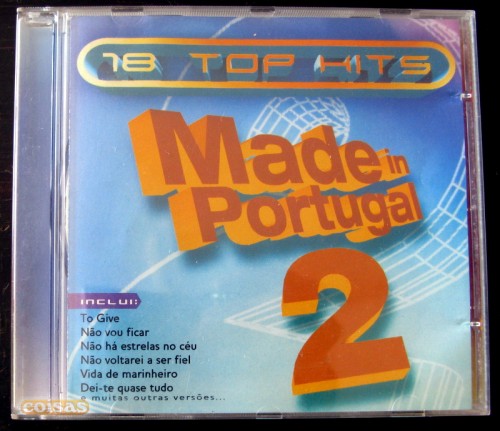 18 TOP HITS
Made in
Portugal
2
INCLUI:
To Give
Não vou ficar
Não há estrelas no céu
Não voltarei a ser fiel
Vida de marinheiro
Dei-te quase tudo
e muitas outras versões...
coisas